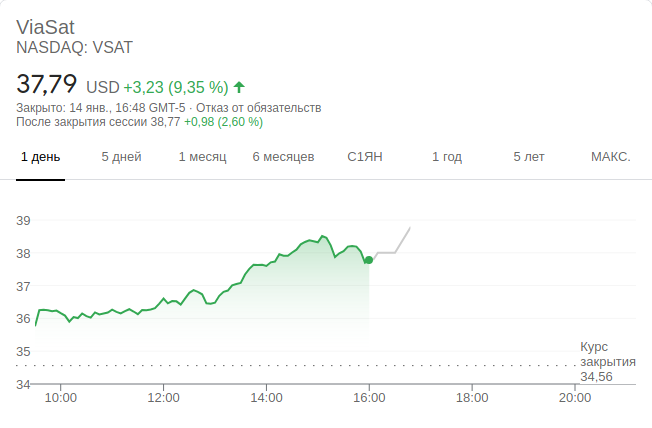 ViaSat
NASDAQ: VSAT
37,79 USD +3,23 (9,35 %)
Закрыто: 14 янв., 16:48 GMT-5 · Отказ от обязательств
После закрытия сессии 38,77 +0,98 (2,60 %)
1 день 5 дней 1 месяц 6 месяцев С1ЯН 1 год 5 лет МАКС.
39
38
37
36
35
Курс
закрытия
34,56
34
10:00 12:00 14:00 16:00 18:00 20:00